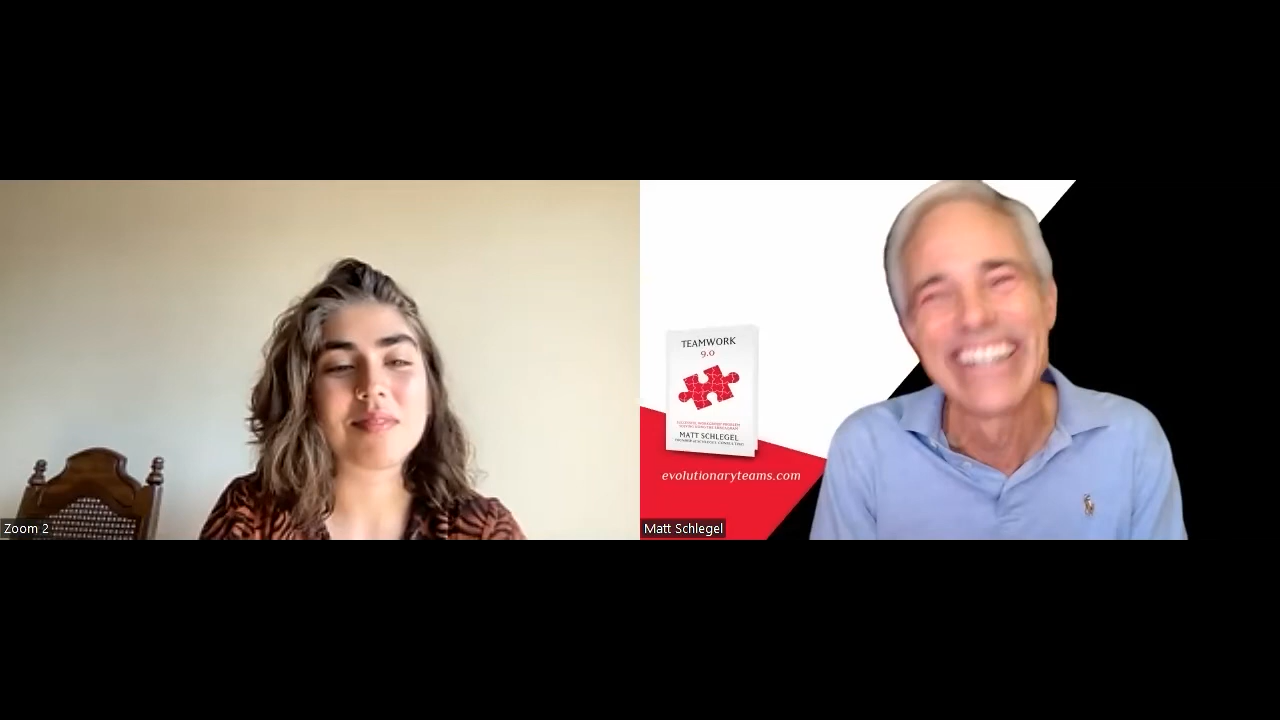 TEAMWORK
9.0
MATT SCHLEGEL
evolutionaryteams.com
Zoom 2
Matt Schlegel